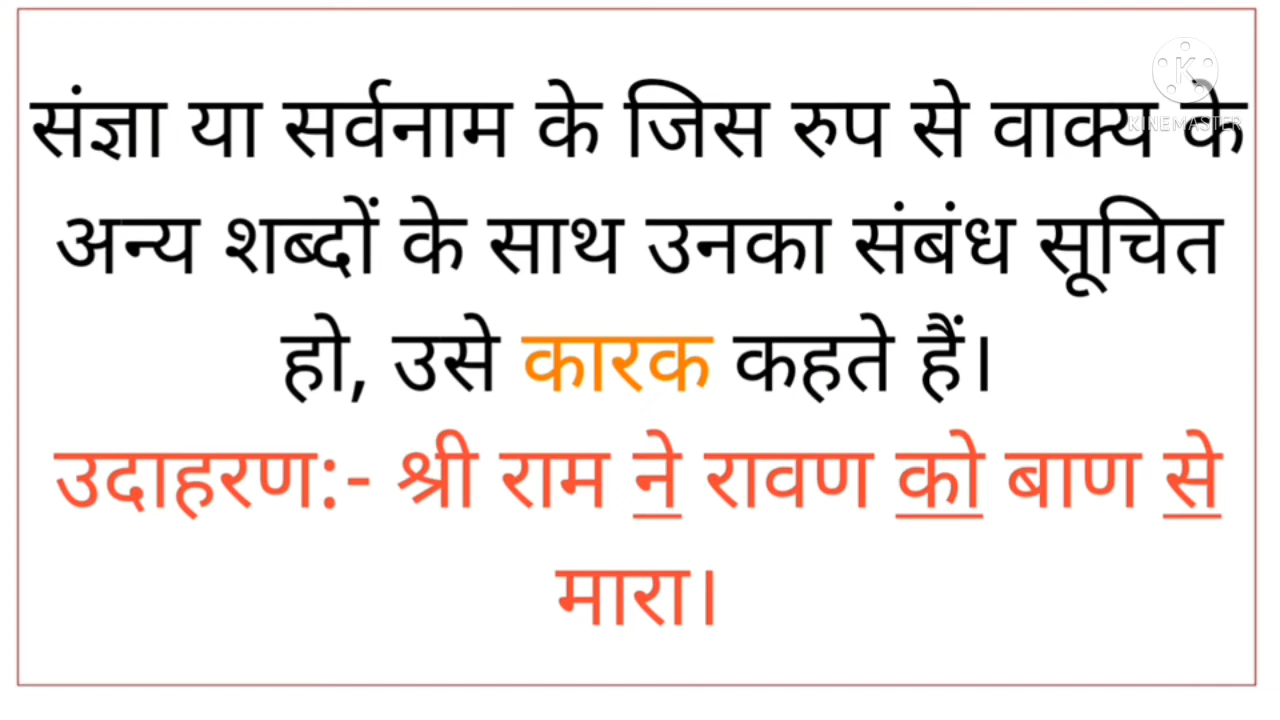 संज्ञा या सर्वनाम के जिस रुप से वाक्य के
अन्य शब्दों के साथ उनका संबंध सूचित
हो, उसे कारक कहते हैं।
उदाहरण:- श्री राम ने रावण को बाण से
मारा।
K
KINEMASTER